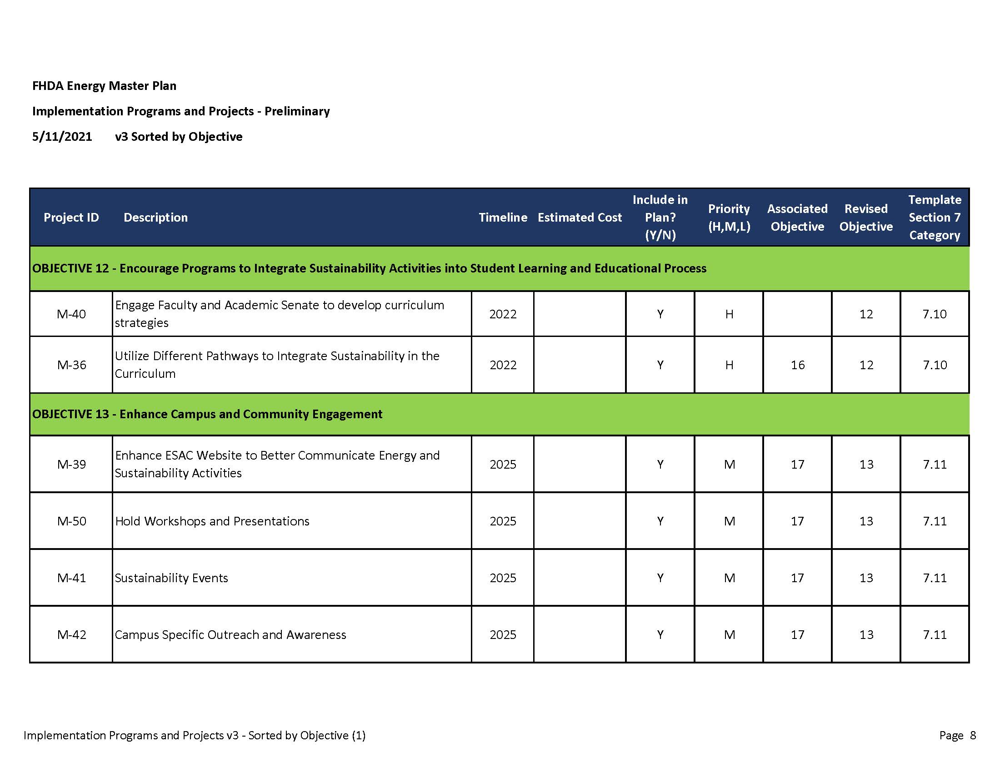 FHDA Energy Master Plan
Implementation Programs and Projects - Preliminary
5/11/2021 v3 Sorted by Objective
Project ID Description Timeline Estimated Cost Include in Plan? (Y/N) Priority (H,M,L) Associated Objective Revised Objective Template Section 7 Category
OBJECTIVE 12 - Encourage Programs to Integrate Sustainability Activities into Student Learning and Educational Process
M-40 Engage Faculty and Academic Senate to develop curriculum strategies 2022 Y H 12 7.10
M-36 Utilize Different Pathways to Integrate Sustainability in the Curriculum 2022 Y H 16 12 7.10
OBJECTIVE 13 - Enhance Campus and Community Engagement
M-39 Enhance ESAC Website to Better Communicate Energy and Sustainability Activities 2025 Y M 17 13 7.11
M-50 Hold Workshops and Presentations 2025 Y M 17 13 7.11
M-41 Sustainability Events 2025 Y M 17 13 7.11
M-42 Campus Specific Outreach and Awareness 2025 Y M 17 13 7.11
Implementation Programs and Projects v3 - Sorted by Objective (1) Page 8